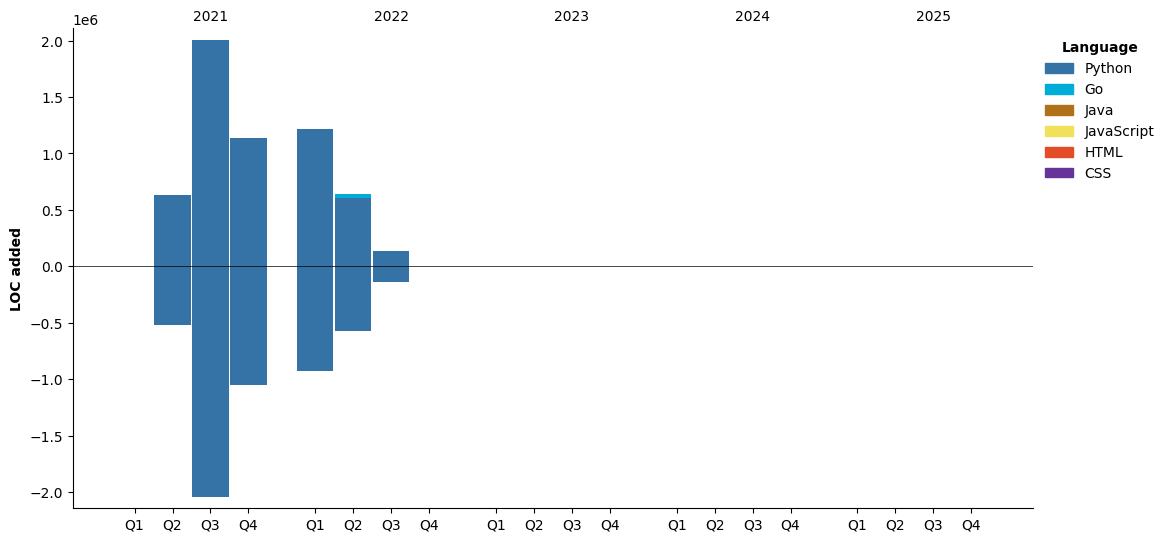 1e6
2021 2022 2023 2024 2025
2.0
1.5
1.0
0.5
0.0
−0.5
−1.0
−1.5
−2.0
LOC added
Q1 Q2 Q3 Q4 Q1 Q2 Q3 Q4 Q1 Q2 Q3 Q4 Q1 Q2 Q3 Q4 Q1 Q2 Q3 Q4
Language
Python
Go
Java
JavaScript
HTML
CSS